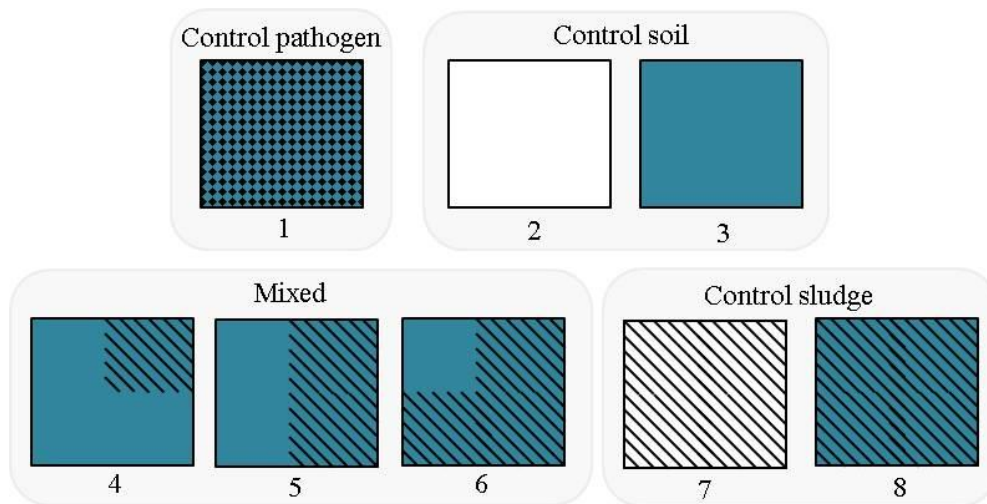 Control pathogen
1
Control soil
2 3
Mixed
4 5 6
Control sludge
7 8